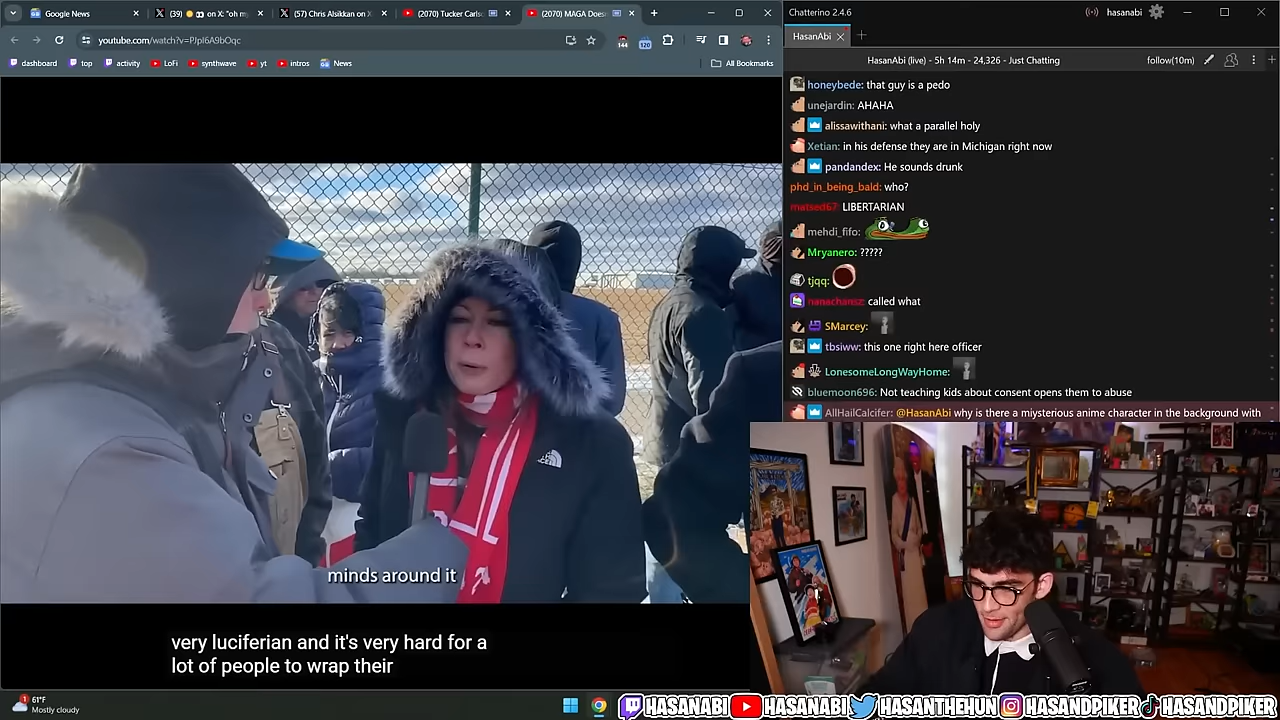 Google News
(39) 🟡 👀 on X: "oh m
(57) Chris Alsikkan on X
(2070) Tucker Carls
(2070) MAGA Does
youtube.com/watch?v=PJpI6A9bOqc
144
120
dashboard
top
activity
LoFi
synthwave
yt
intros
News
All Bookmarks
minds around it
very luciferian and it's very hard for a
lot of people to wrap their
1
61°F
Mostly cloudy
Chatterino 2.4.6
hasanabi
HasanAbi
HasanAbi (live) - 5h 14m - 24,326 - Just Chatting
follow(10m)
honeybede: that guy is a pedo
unejardin: AHAHA
alissawithani: what a parallel holy
Xetian: in his defense they are in Michigan right now
pandandex: He sounds drunk
phd_in_being_bald: who?
matsed67: LIBERTARIAN
mehdi_fifo:
Mryanero: ?????
tjqq:
nanachansz: called what
SMarcey:
tbsiww: this one right here officer
LonesomeLongWayHome:
bluemoon696: Not teaching kids about consent opens them to abuse
AllHailCalcifer: @HasanAbi why is there a miysterious anime character in the background with
HASANABI
HASANABI
HASANTHEHUN
HASANDPIKER
HASANDPIKER